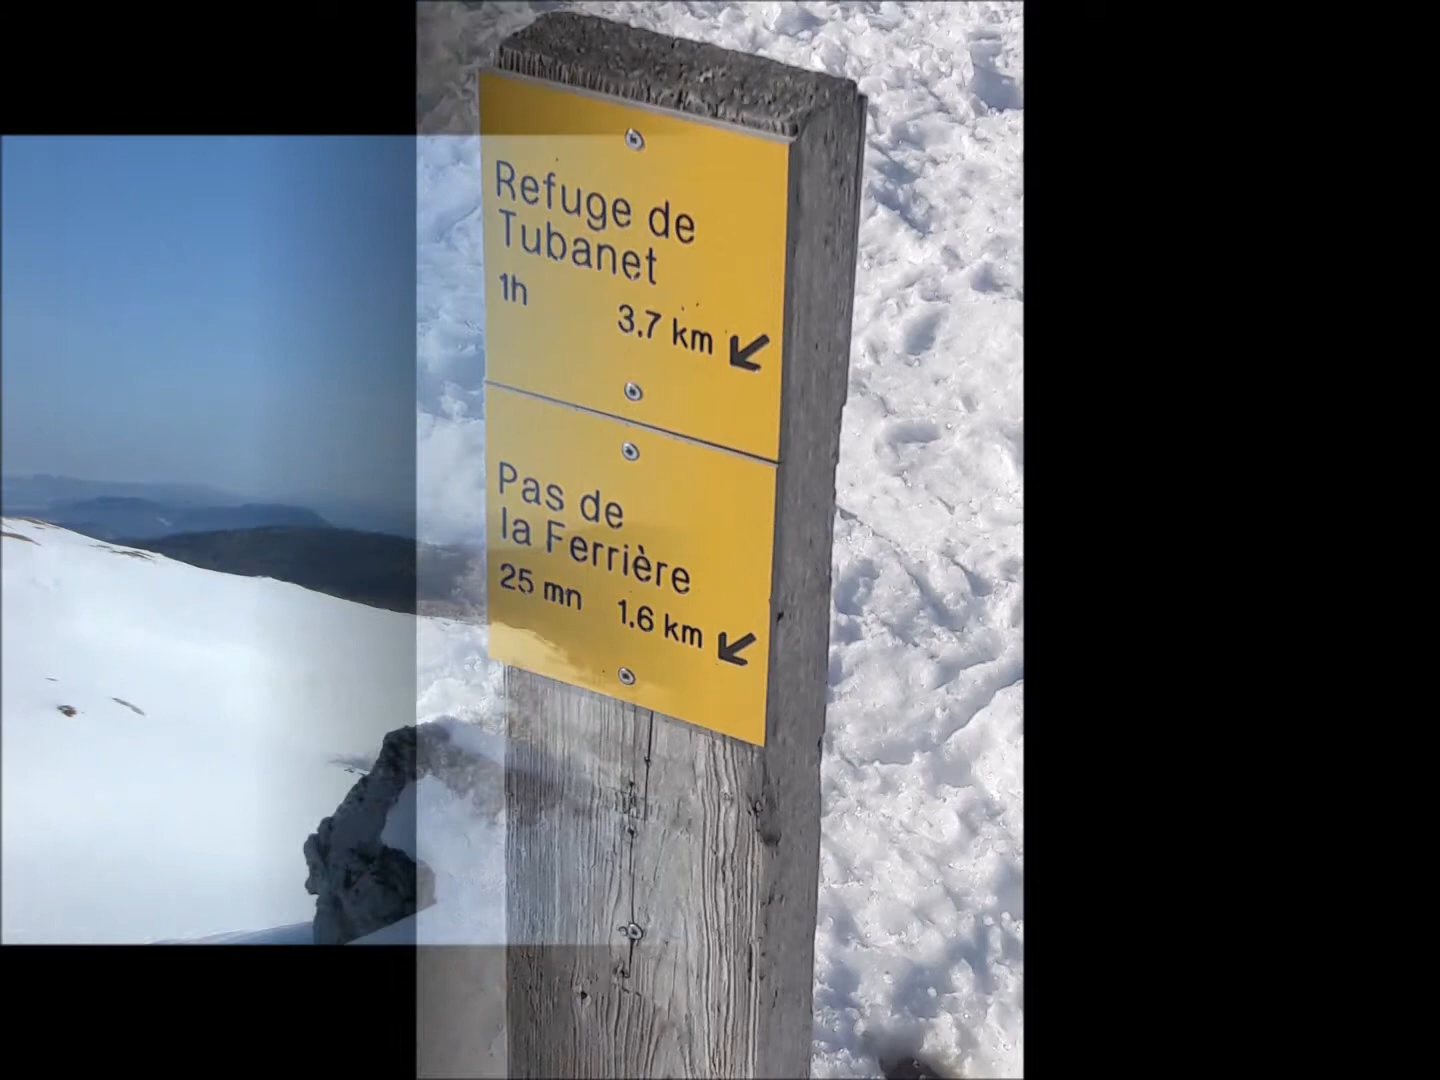 Refuge de
Tubanet
1h 3.7 km
Pas de
la Ferrière
25 mn 1.6 km